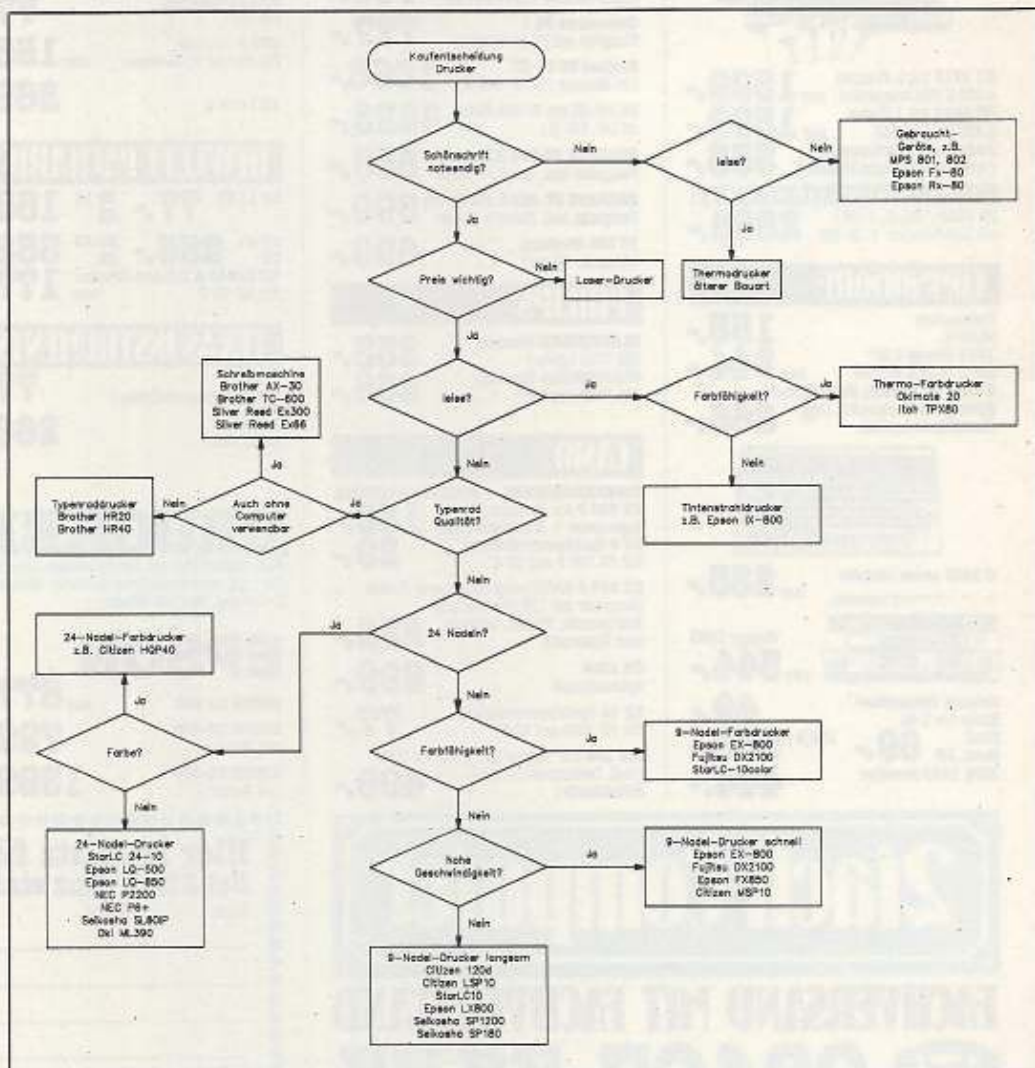 Kaufentscheidung
Drucker
Schönschrift
notwendig?
Nein
leise?
Nein
Gebraucht-
Geräte, z.B.
MPS 801, 802
Epson Fx-80
Epson Rx-80
Ja
Ja
Preis wichtig?
Nein
Laser-Drucker
Thermodrucker
älterer Bauart
Ja
Schreibmaschine
Brother AX-30
Brother TC-600
Silver Reed Ex300
Silver Reed Ex66
leise?
Ja
Farbfähigkeit?
Ja
Thermo-Farbdrucker
Okimate 20
Itoh TPX80
Ja
Nein
Nein
Typenraddrucker
Brother HR20
Brother HR40
Nein
Auch ohne
Computer
verwendbar
Ja
Typenrad
Qualität?
Tintenstrahldrucker
z.B. Epson IX-800
Nein
24-Nadel-Farbdrucker
z.B. Citizen HQP40
Ja
24 Nadeln?
Ja
Nein
Farbe?
Farbfähigkeit?
Ja
9-Nadel-Farbdrucker
Epson EX-800
Fujitsu DX2100
StarLC-10color
Nein
Nein
24-Nadel-Drucker
StarLC 24-10
Epson LQ-500
Epson LQ-850
NEC P2200
NEC P6+
Seikosha SL80IP
Oki ML390
hohe
Geschwindigkeit?
Ja
9-Nadel-Drucker schnell
Epson EX-800
Fujitsu DX2100
Epson FX850
Citizen MSP10
Nein
9-Nadel-Drucker langsam
Citizen 120d
Citizen LSP10
StarLC10
Epson LX800
Seikosha SP1200
Seikosha SP180